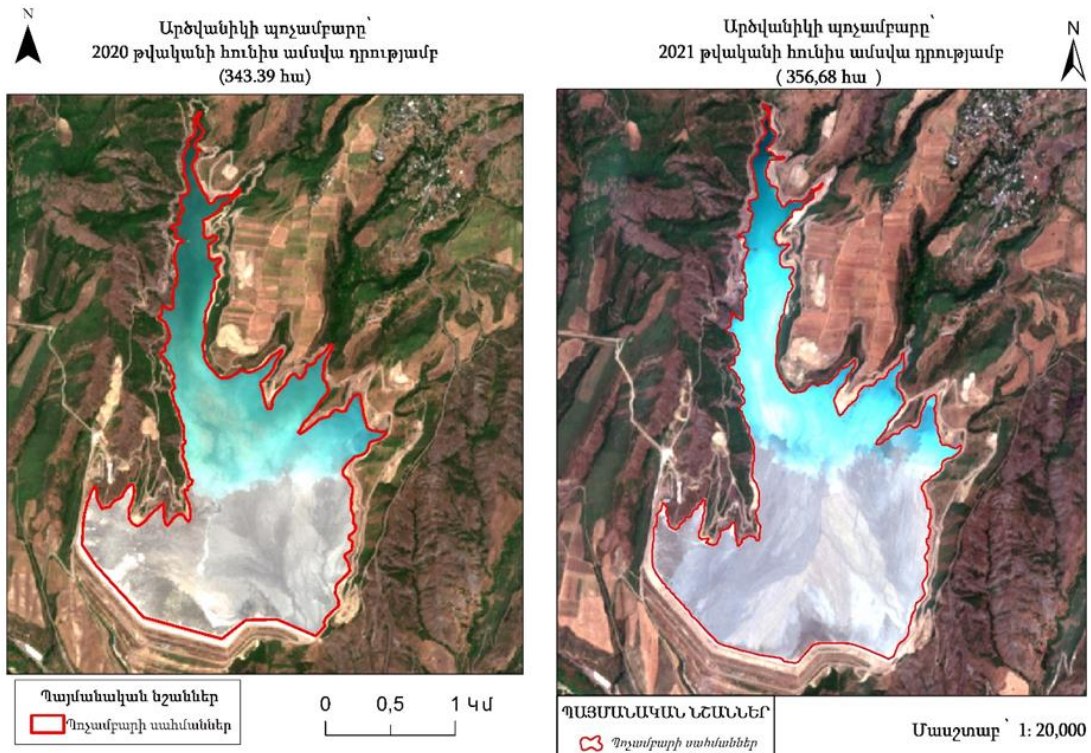 N
Արծվանիկի պոչամբարը՝
2020 թվականի հունիս ամսվա դրությամբ
(343.39 հա)
Պայմանական նշաններ
Պոչամբարի սահմաններ
0 0,5 1 Կմ
Արծվանիկի պոչամբարը՝
2021 թվականի հունիս ամսվա դրությամբ
( 356,68 հա )
N
ՊԱՅՄԱՆԱԿԱՆ ՆՇԱՆՆԵՐ
Պոչամբարի սահմաններ
Մասշտաբ ՝ 1: 20,000